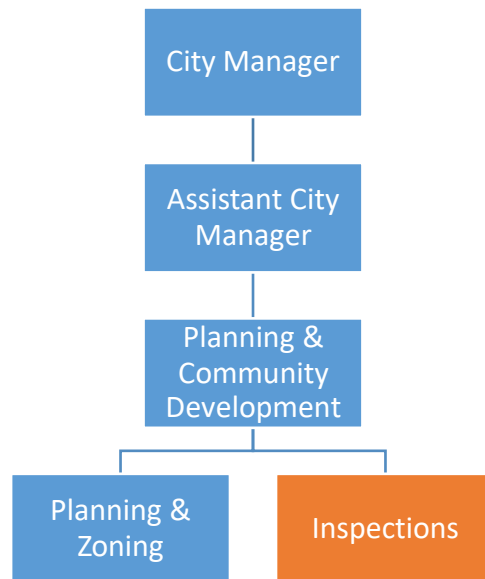 City Manager
Assistant City
Manager
Planning &
Community
Development
Planning &
Zoning
Inspections